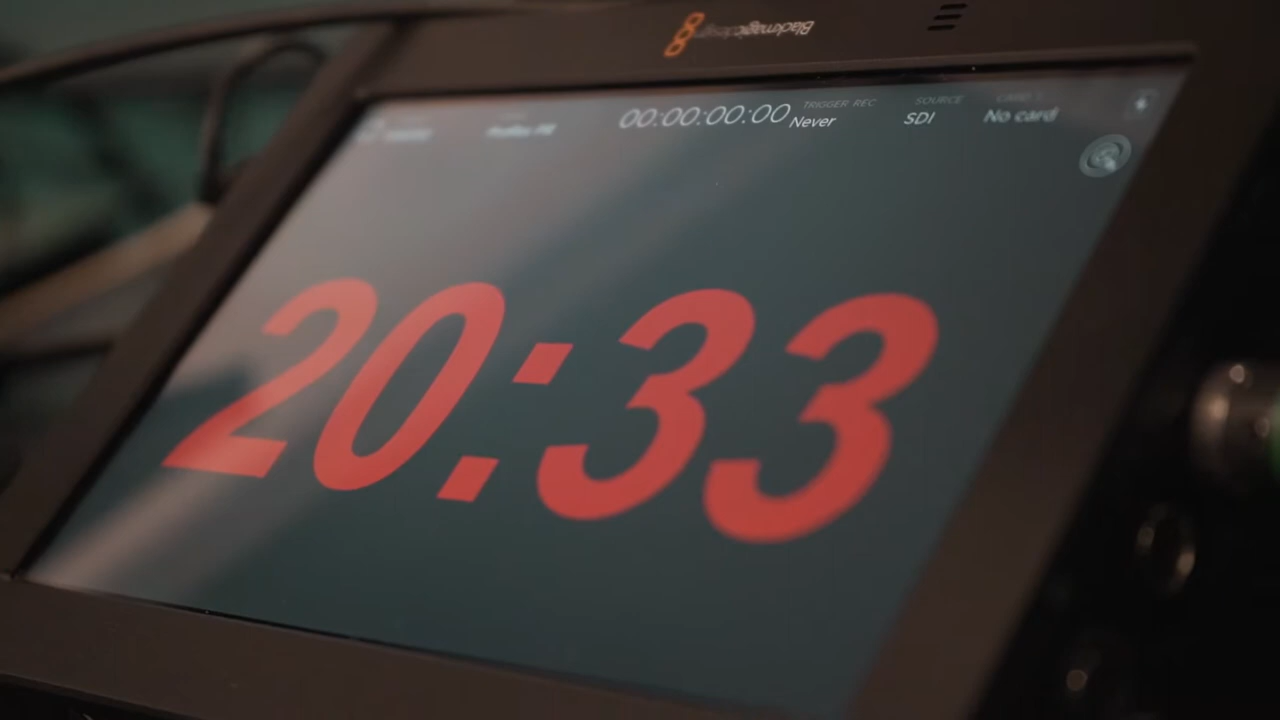 Blackmagicdesign
00:00:00:00
TRIGGER REC
Never
SOURCE
SDI
No card
20:33